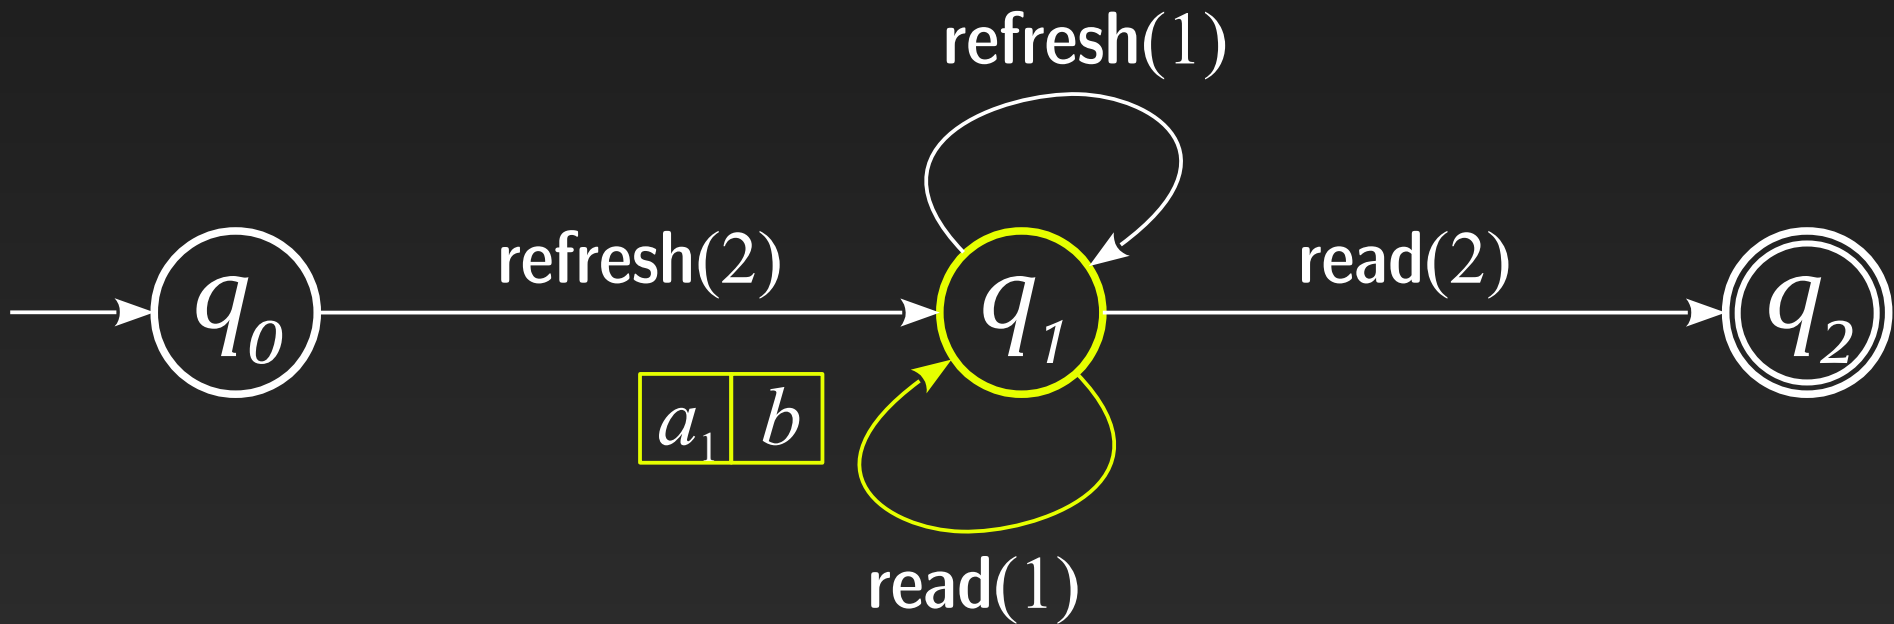 refresh(1)
refresh(2)
read(2)
q0
q1
q2
a1 b
read(1)